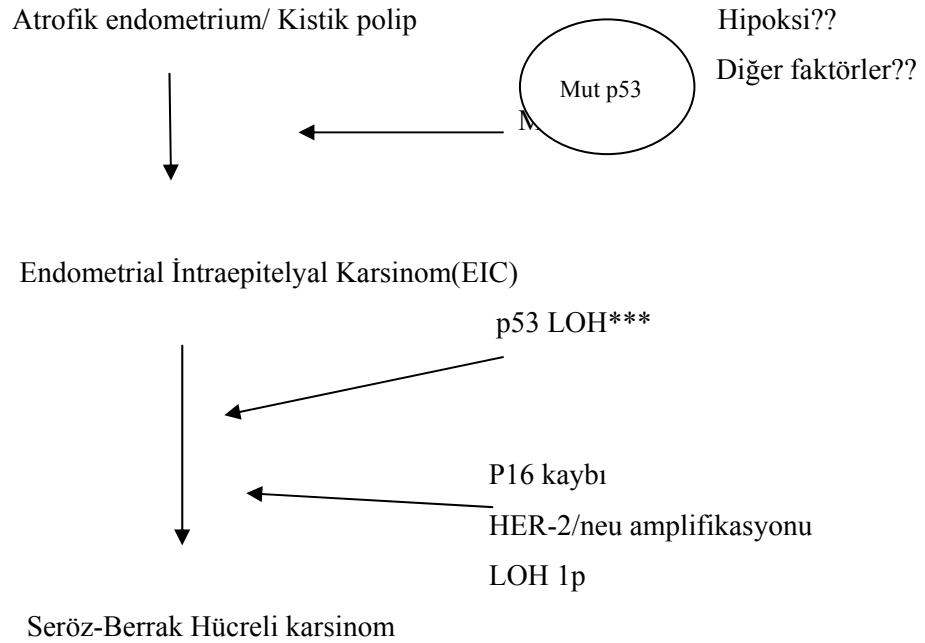 Atrofik endometrium/ Kistik polip
Hipoksi??
Diğer faktörler??
Mut p53
Endometrial İntraepitelyal Karsinom(EIC)
p53 LOH***
P16 kaybı
HER-2/neu amplifikasyonu
LOH 1p
Seröz-Berrak Hücreli karsinom